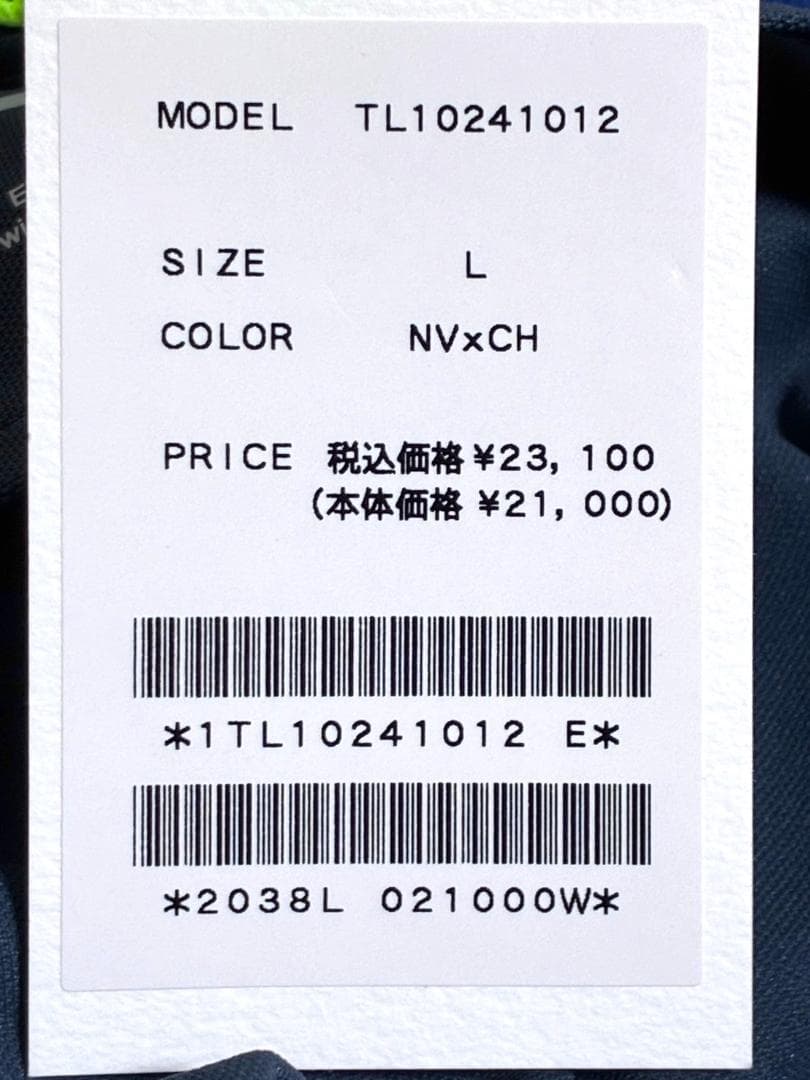 MODEL TL10241012
SIZE L
COLOR NVxCH
PRICE 税込価格 ¥23,100
(本体価格 ¥21,000)
*1TL10241012 E*
*2038L 021000W*